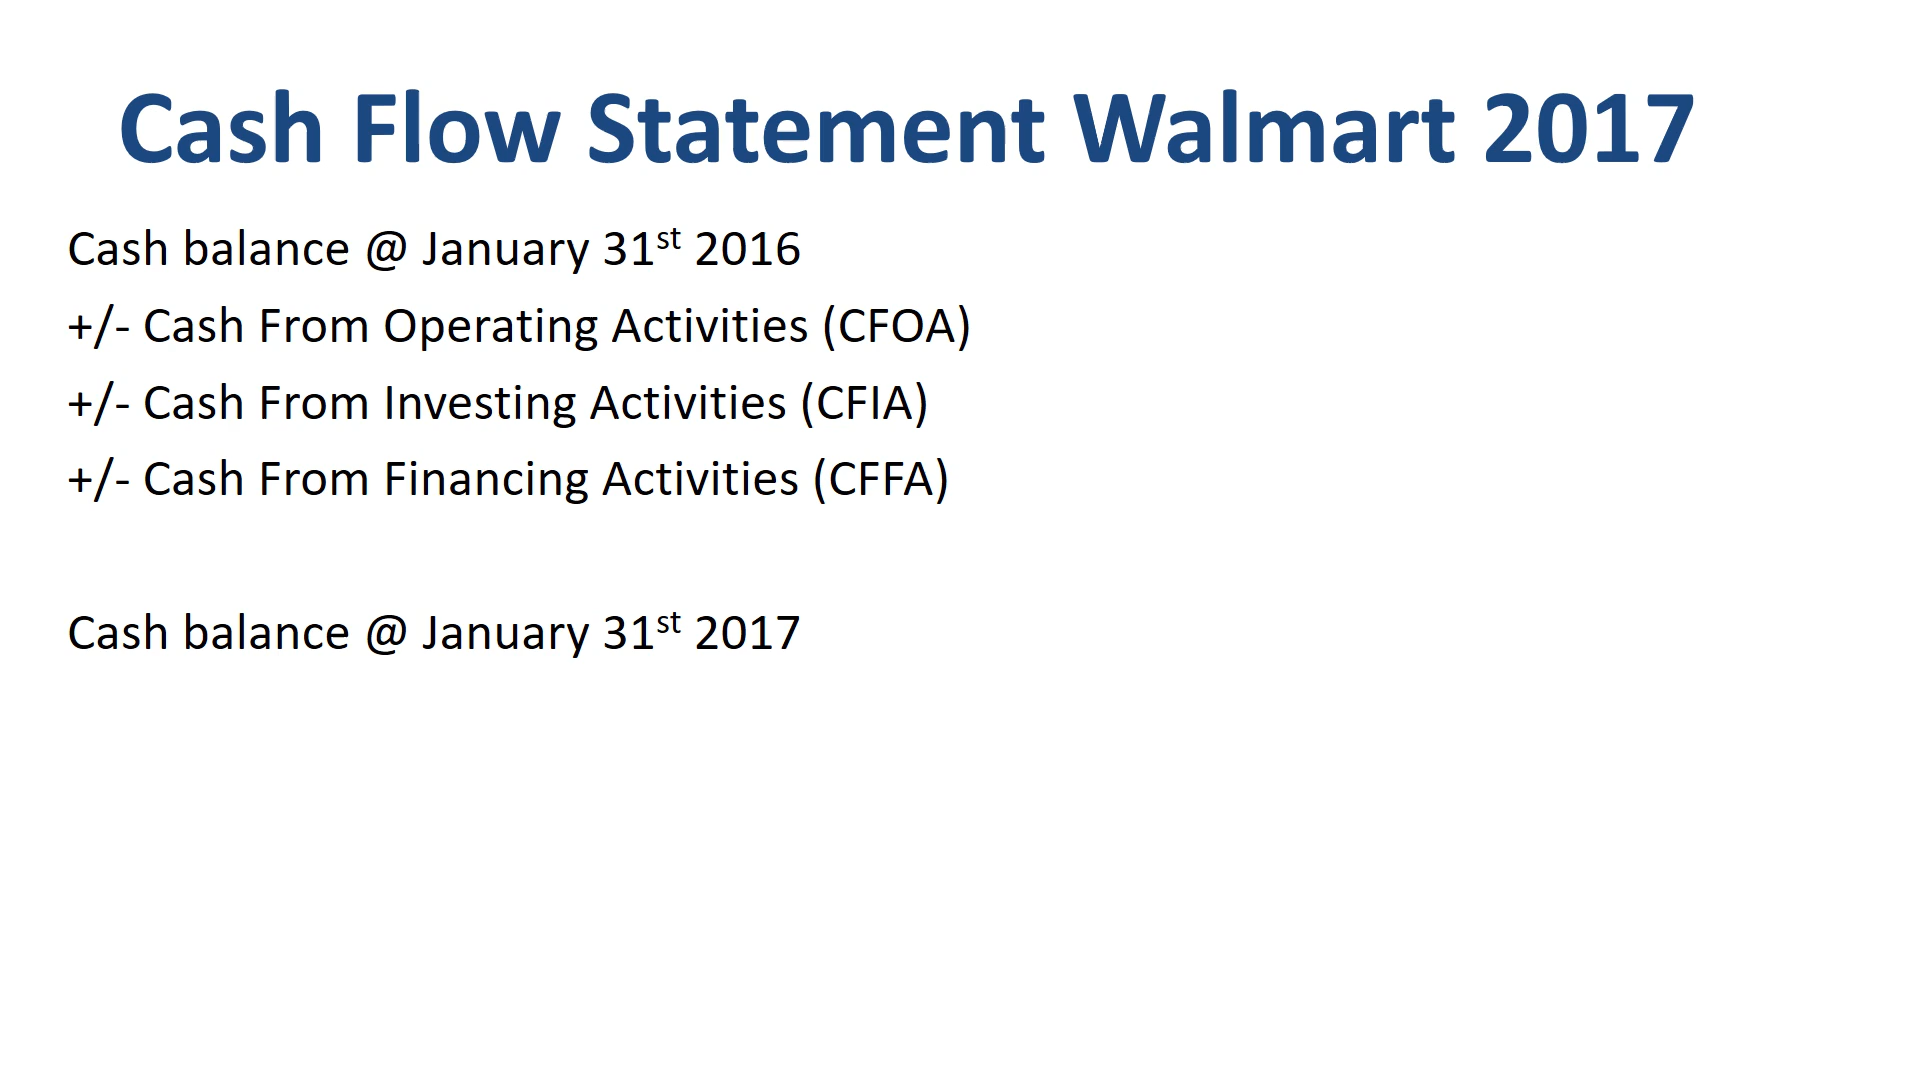 Cash Flow Statement Walmart 2017
Cash balance @ January 31st 2016
+/- Cash From Operating Activities (CFOA)
+/- Cash From Investing Activities (CFIA)
+/- Cash From Financing Activities (CFFA)
Cash balance @ January 31st 2017